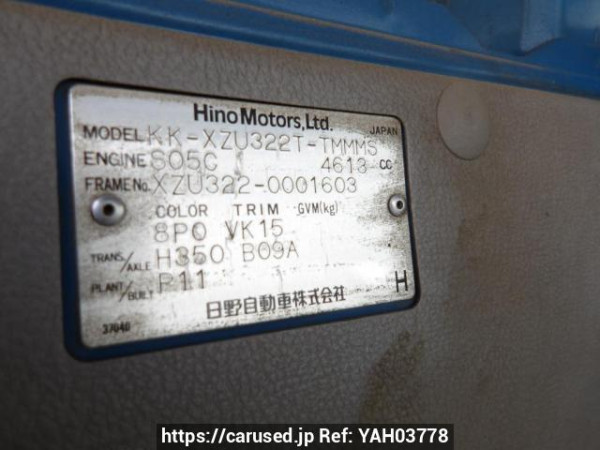 Hino Motors, Ltd.
MODEL KK-XZU322T-TMMMS JAPAN
ENGINE S05C 4613 CC
FRAME No. XZU322-0001603
COLOR TRIM GVM(kg)
8P0 VK15
TRANS/AXLE H350 B09A
PLANT/BUILT P11 H
日野自動車株式会社
37040
https://carused.jp Ref: YAH03778